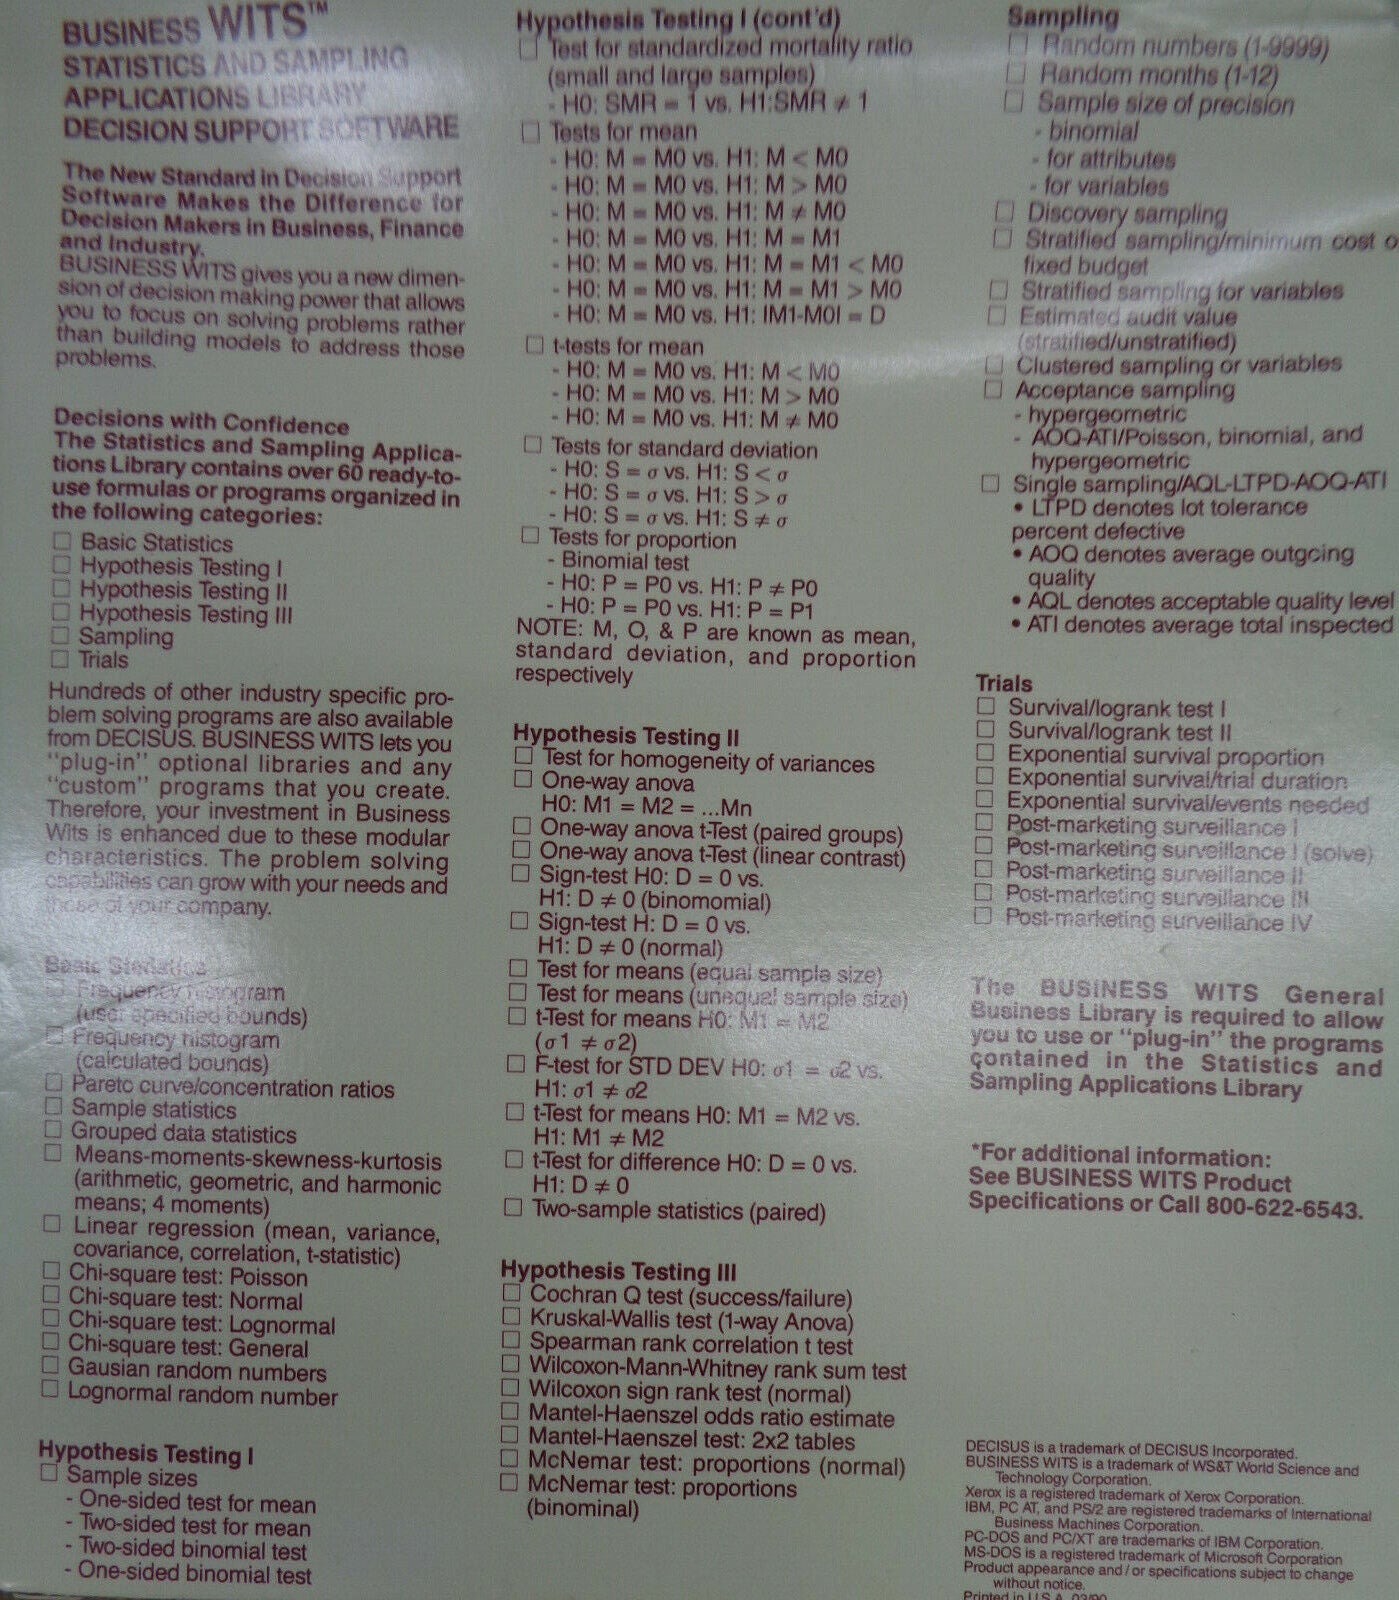 BUSINESS WITS™
STATISTICS AND SAMPLING
APPLICATIONS LIBRARY
DECISION SUPPORT SOFTWARE
The New Standard in Decision Support
Software Makes the Difference for
Decision Makers in Business, Finance
and Industry.
BUSINESS WITS gives you a new dimen-
sion of decision making power that allows
you to focus on solving problems rather
than building models to address those
problems.
Decisions with Confidence
The Statistics and Sampling Applica-
tions Library contains over 60 ready-to-
use formulas or programs organized in
the following categories:
☐ Basic Statistics
☐ Hypothesis Testing I
☐ Hypothesis Testing II
☐ Hypothesis Testing III
☐ Sampling
☐ Trials
Hundreds of other industry specific pro-
blem solving programs are also available
from DECISUS. BUSINESS WITS lets you
"plug-in" optional libraries and any
"custom" programs that you create.
Therefore, your investment in Business
Wits is enhanced due to these modular
characteristics. The problem solving
capabilities can grow with your needs and
of your company.
Basic Statistics
☐ Frequency histogram
(user specified bounds)
☐ Frequency histogram
(calculated bounds)
☐ Pareto curve/concentration ratios
☐ Sample statistics
☐ Grouped data statistics
☐ Means-moments-skewness-kurtosis
(arithmetic, geometric, and harmonic
means; 4 moments)
☐ Linear regression (mean, variance,
covariance, correlation, t-statistic)
☐ Chi-square test: Poisson
☐ Chi-square test: Normal
☐ Chi-square test: Lognormal
☐ Chi-square test: General
☐ Gausian random numbers
☐ Lognormal random number
Hypothesis Testing I
☐ Sample sizes
- One-sided test for mean
- Two-sided test for mean
- Two-sided binomial test
- One-sided binomial test
Hypothesis Testing I (cont'd)
☐ Test for standardized mortality ratio
(small and large samples)
- H0: SMR = 1 vs. H1:SMR ≠ 1
☐ Tests for mean
- H0: M = M0 vs. H1: M < M0
- H0: M = M0 vs. H1: M > M0
- H0: M = M0 vs. H1: M ≠ M0
- H0: M = M0 vs. H1: M = M1
- H0: M = M0 vs. H1: M = M1 < M0
- H0: M = M0 vs. H1: M = M1 > M0
- H0: M = M0 vs. H1: IM1-M0I = D
☐ t-tests for mean
- H0: M = M0 vs. H1: M < M0
- H0: M = M0 vs. H1: M > M0
- H0: M = M0 vs. H1: M ≠ M0
☐ Tests for standard deviation
- H0: S = σ vs. H1: S < σ
- H0: S = σ vs. H1: S > σ
- H0: S = σ vs. H1: S ≠ σ
☐ Tests for proportion
- Binomial test
- H0: P = P0 vs. H1: P ≠ P0
- H0: P = P0 vs. H1: P = P1
NOTE: M, O, & P are known as mean,
standard deviation, and proportion
respectively
Hypothesis Testing II
☐ Test for homogeneity of variances
☐ One-way anova
H0: M1 = M2 = ...Mn
☐ One-way anova t-Test (paired groups)
☐ One-way anova t-Test (linear contrast)
☐ Sign-test H0: D = 0 vs.
H1: D ≠ 0 (binomomial)
☐ Sign-test H: D = 0 vs.
H1: D ≠ 0 (normal)
☐ Test for means (equal sample size)
☐ Test for means (unequal sample size)
☐ t-Test for means H0: M1 = M2
(σ1 ≠ σ2)
☐ F-test for STD DEV H0: σ1 = σ2 vs.
H1: σ1 ≠ σ2
☐ t-Test for means H0: M1 = M2 vs.
H1: M1 ≠ M2
☐ t-Test for difference H0: D = 0 vs.
H1: D ≠ 0
☐ Two-sample statistics (paired)
Hypothesis Testing III
☐ Cochran Q test (success/failure)
☐ Kruskal-Wallis test (1-way Anova)
☐ Spearman rank correlation t test
☐ Wilcoxon-Mann-Whitney rank sum test
☐ Wilcoxon sign rank test (normal)
☐ Mantel-Haenszel odds ratio estimate
☐ Mantel-Haenszel test: 2x2 tables
☐ McNemar test: proportions (normal)
☐ McNemar test: proportions
(binominal)
Sampling
☐ Random numbers (1-9999)
☐ Random months (1-12)
☐ Sample size of precision
- binomial
- for attributes
- for variables
☐ Discovery sampling
☐ Stratified sampling/minimum cost o
fixed budget
☐ Stratified sampling for variables
☐ Estimated audit value
(stratified/unstratified)
☐ Clustered sampling or variables
☐ Acceptance sampling
- hypergeometric
- AOQ-ATI/Poisson, binomial, and
hypergeometric
☐ Single sampling/AQL-LTPD-AOQ-ATI
• LTPD denotes lot tolerance
percent defective
• AOQ denotes average outgoing
quality
• AQL denotes acceptable quality level
• ATI denotes average total inspected
Trials
☐ Survival/logrank test I
☐ Survival/logrank test II
☐ Exponential survival proportion
☐ Exponential survival/trial duration
☐ Exponential survival/events needed
☐ Post-marketing surveillance I
☐ Post-marketing surveillance I (solve)
☐ Post-marketing surveillance II
☐ Post-marketing surveillance III
☐ Post-marketing surveillance IV
The BUSINESS WITS General
Business Library is required to allow
you to use or "plug-in" the programs
contained in the Statistics and
Sampling Applications Library
*For additional information:
See BUSINESS WITS Product
Specifications or Call 800-622-6543.
DECISUS is a trademark of DECISUS Incorporated.
BUSINESS WITS is a trademark of WS&T World Science and
Technology Corporation.
Xerox is a registered trademark of Xerox Corporation.
IBM, PC AT, and PS/2 are registered trademarks of International
Business Machines Corporation.
PC-DOS and PC/XT are trademarks of IBM Corporation.
MS-DOS is a registered trademark of Microsoft Corporation
Product appearance and/or specifications subject to change
without notice.
Printed in U.S.A. 03/90